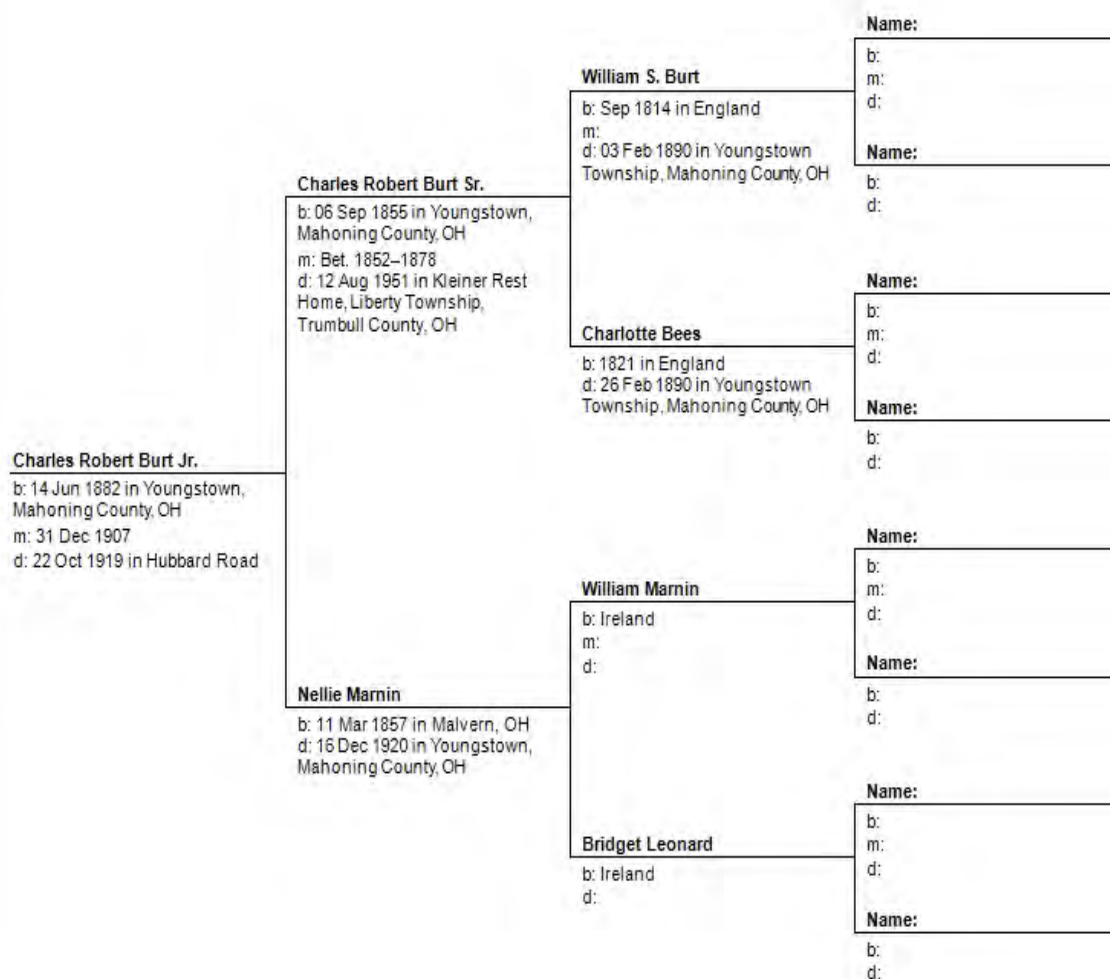 Name:
b:
m:
d:
William S. Burt
b: Sep 1814 in England
m:
d: 03 Feb 1890 in Youngstown
Township, Mahoning County, OH
Name:
b:
d:
Charles Robert Burt Sr.
b: 06 Sep 1855 in Youngstown,
Mahoning County, OH
m: Bet. 1852–1878
d: 12 Aug 1951 in Kleiner Rest
Home, Liberty Township,
Trumbull County, OH
Name:
b:
m:
d:
Charlotte Bees
b: 1821 in England
d: 26 Feb 1890 in Youngstown
Township, Mahoning County, OH
Name:
b:
d:
Charles Robert Burt Jr.
b: 14 Jun 1882 in Youngstown,
Mahoning County, OH
m: 31 Dec 1907
d: 22 Oct 1919 in Hubbard Road
Name:
b:
m:
d:
William Marnin
b: Ireland
m:
d:
Name:
b:
d:
Nellie Marnin
b: 11 Mar 1857 in Malvern, OH
d: 16 Dec 1920 in Youngstown,
Mahoning County, OH
Name:
b:
m:
d:
Bridget Leonard
b: Ireland
d:
Name:
b:
d: